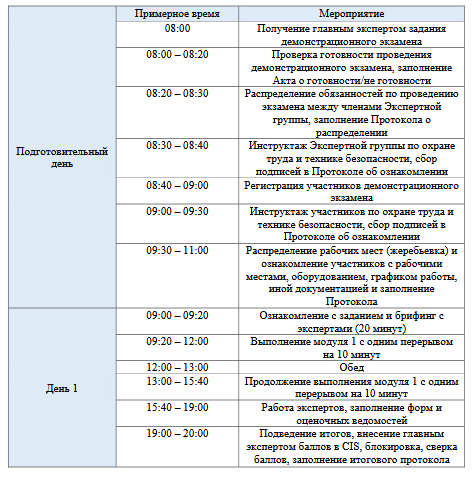 Примерное время Мероприятие
Подготовительный день
08:00 Получение главным экспертом задания
демонстрационного экзамена
08:00 – 08:20 Проверка готовности проведения
демонстрационного экзамена, заполнение
Акта о готовности/не готовности
08:20 – 08:30 Распределение обязанностей по проведению
экзамена между членами Экспертной
группы, заполнение Протокола о
распределении
08:30 – 08:40 Инструктаж Экспертной группы по охране
труда и технике безопасности, сбор
подписей в Протоколе об ознакомлении
08:40 – 09:00 Регистрация участников демонстрационного
экзамена
09:00 – 09:30 Инструктаж участников по охране труда и
технике безопасности, сбор подписей в
Протоколе об ознакомлении
09:30 – 11:00 Распределение рабочих мест (жеребьевка) и
ознакомление участников с рабочими
местами, оборудованием, графиком работы,
иной документацией и заполнение
Протокола
День 1
09:00 – 09:20 Ознакомление с заданием и брифинг с
экспертами (20 минут)
09:20 – 12:00 Выполнение модуля 1 с одним перерывом
на 10 минут
12:00 – 13:00 Обед
13:00 – 15:40 Продолжение выполнения модуля 1 с одним
перерывом на 10 минут
15:40 – 19:00 Работа экспертов, заполнение форм и
оценочных ведомостей
19:00 – 20:00 Подведение итогов, внесение главным
экспертом баллов в CIS, блокировка, сверка
баллов, заполнение итогового протокола